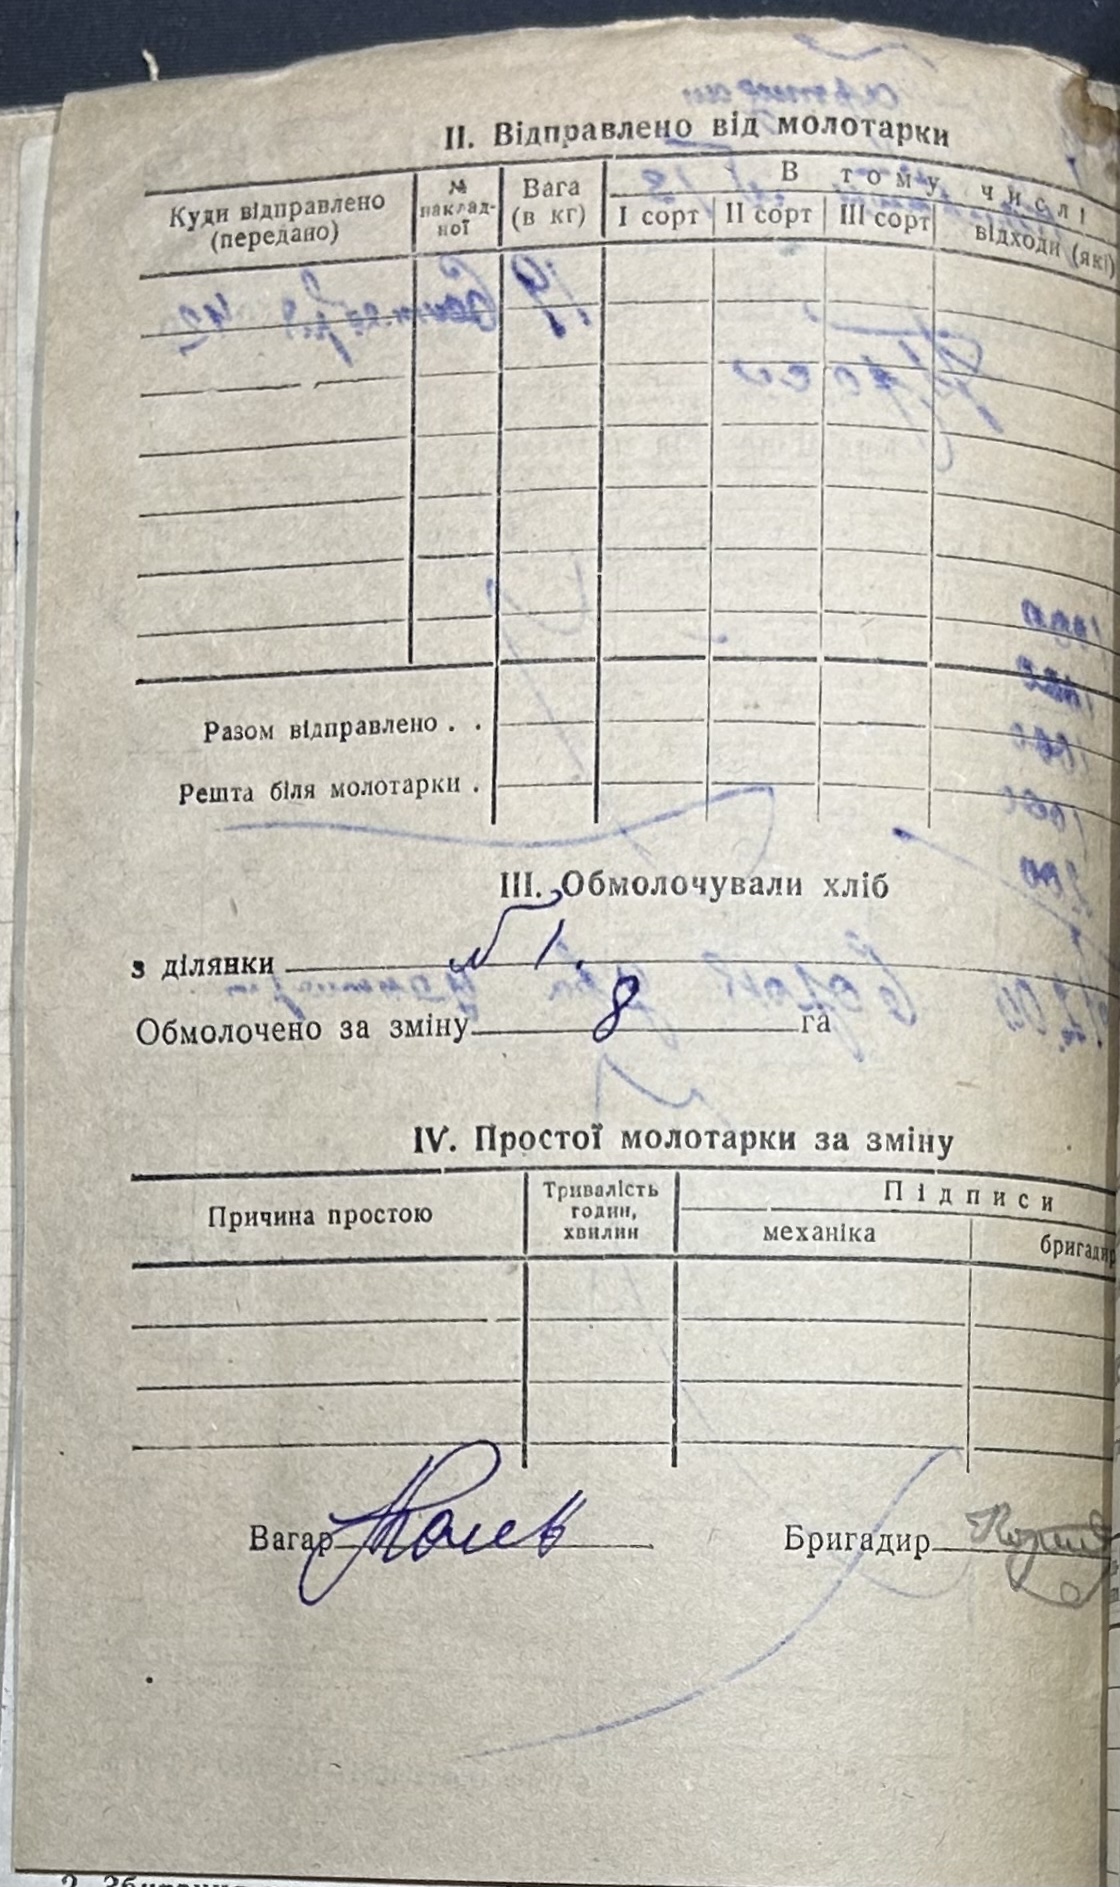 II. Відправлено від молотарки
Куди відправлено (передано)
№ наклад-ної
Вага (в кг)
В тому числі
I сорт
II сорт
III сорт
відходи (які)
Разом відправлено . .
Решта біля молотарки .
III. Обмолочували хліб
з ділянки № 1.
Обмолочено за зміну 8 га
IV. Простої молотарки за зміну
Причина простою
Тривалість годин, хвилин
Підписи
механіка
бригадир
Вагар
Бригадир